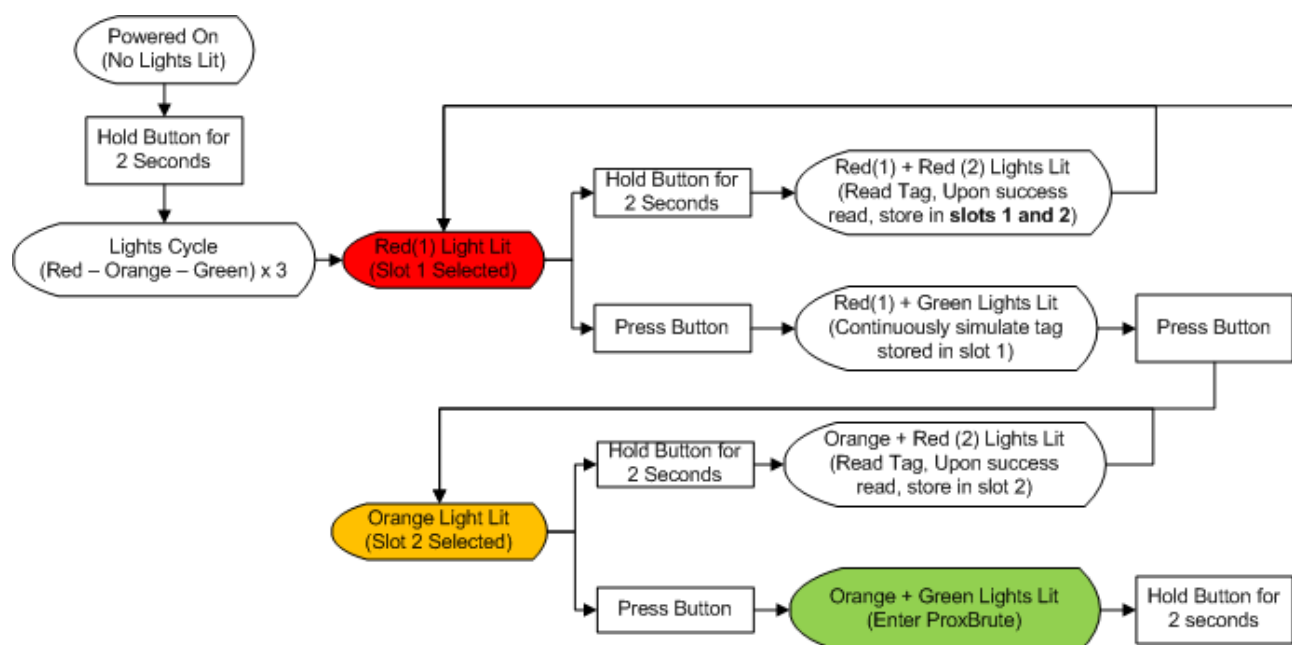 Powered On
(No Lights Lit)
Hold Button for
2 Seconds
Lights Cycle
(Red – Orange – Green) x 3
Red(1) Light Lit
(Slot 1 Selected)
Hold Button for
2 Seconds
Red(1) + Red (2) Lights Lit
(Read Tag, Upon success
read, store in slots 1 and 2)
Press Button
Red(1) + Green Lights Lit
(Continuously simulate tag
stored in slot 1)
Press Button
Orange Light Lit
(Slot 2 Selected)
Hold Button for
2 Seconds
Orange + Red (2) Lights Lit
(Read Tag, Upon success
read, store in slot 2)
Press Button
Orange + Green Lights Lit
(Enter ProxBrute)
Hold Button for
2 seconds